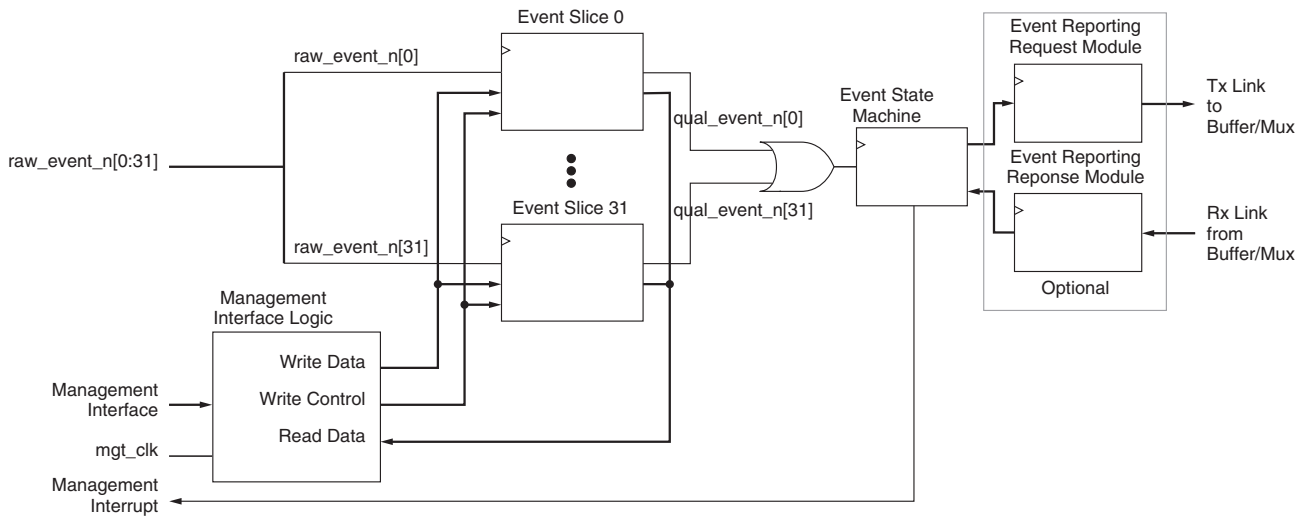 Event Slice 0
Event Reporting
Request Module
raw_event_n[0]
Event State
Machine
Tx Link
to
Buffer/Mux
qual_event_n[0]
raw_event_n[0:31]
Event Reporting
Reponse Module
Event Slice 31
qual_event_n[31]
raw_event_n[31]
Rx Link
from
Buffer/Mux
Optional
Management
Interface Logic
Write Data
Management
Interface
Write Control
Read Data
mgt_clk
Management
Interrupt